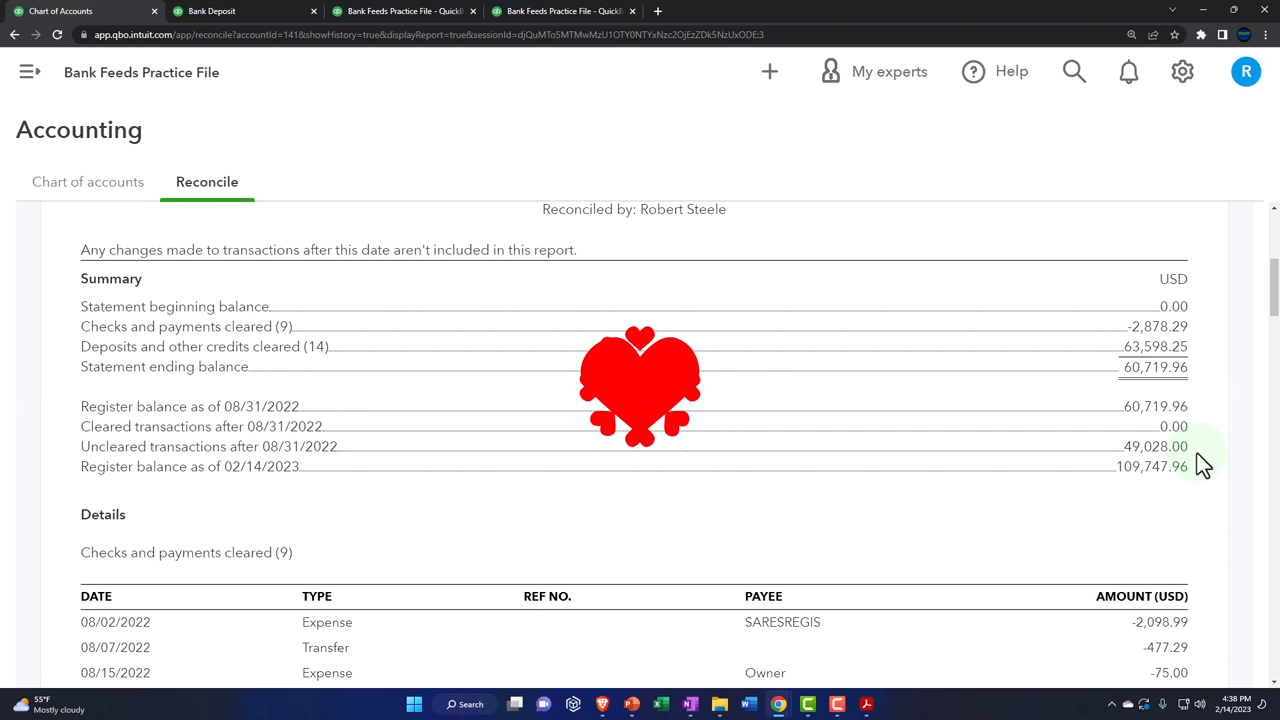 Chart of Accounts
Bank Deposit
Bank Feeds Practice File - QuickB
Bank Feeds Practice File - QuickB
app.qbo.intuit.com/app/reconcile?accountId=141&showHistory=true&displayReport=true&sessionId=djQuMTo5MTMwMzU1OTY0NTYxNzc2OjEzZDk5NzUxODE:3
Bank Feeds Practice File
My experts
Help
R
Accounting
Chart of accounts
Reconcile
Reconciled by: Robert Steele
Any changes made to transactions after this date aren't included in this report.
Summary USD
Statement beginning balance 0.00
Checks and payments cleared (9) -2,878.29
Deposits and other credits cleared (14) 63,598.25
Statement ending balance 60,719.96
Register balance as of 08/31/2022 60,719.96
Cleared transactions after 08/31/2022 0.00
Uncleared transactions after 08/31/2022 49,028.00
Register balance as of 02/14/2023 109,747.96
Details
Checks and payments cleared (9)
DATE TYPE REF NO. PAYEE AMOUNT (USD)
08/02/2022 Expense SARESREGIS -2,098.99
08/07/2022 Transfer -477.29
08/15/2022 Expense Owner -75.00
55°F
Mostly cloudy
Search
4:38 PM
2/14/2023